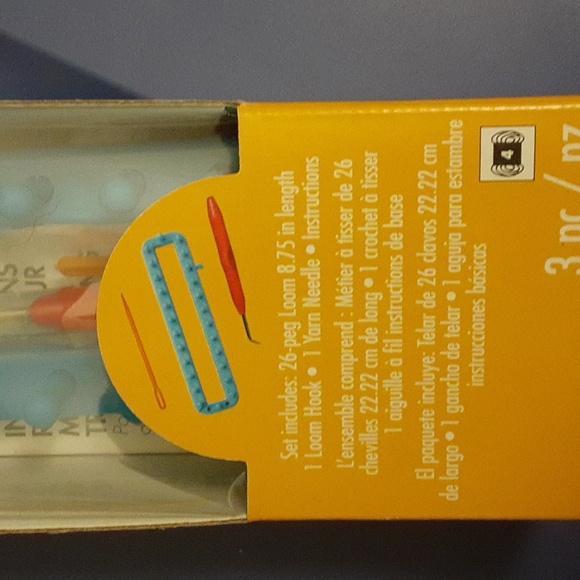 Set includes: 26-peg Loom 8.75 in length
1 Loom Hook • 1 Yarn Needle • Instructions
L'ensemble comprend : Métier à tisser de 26
chevilles 22.22 cm de long • 1 crochet à tisser
1 aiguille à fil instructions de base
El paquete incluye: Telar de 26 davos 22.22 cm
de largo • 1 gancho de telar • 1 aguja para estambre
instrucciones básicas
4
3 pc / pz